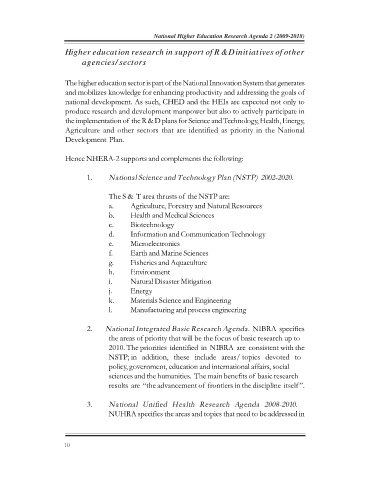 National Higher Education Research Agenda 2 (2009-2018)
Higher education research in support of R & D initiatives of other
agencies/sectors
The higher education sector is part of the National Innovation System that generates
and mobilizes knowledge for enhancing productivity and addressing the goals of
national development. As such, CHED and the HEIs are expected not only to
produce research and development manpower but also to actively participate in
the implementation of the R & D plans for Science and Technology, Health, Energy,
Agriculture and other sectors that are identified as priority in the National
Development Plan.
Hence NHERA-2 supports and complements the following:
1. National Science and Technology Plan (NSTP) 2002-2020.
The S & T area thrusts of the NSTP are:
a. Agriculture, Forestry and Natural Resources
b. Health and Medical Sciences
c. Biotechnology
d. Information and Communication Technology
e. Microelectronics
f. Earth and Marine Sciences
g. Fisheries and Aquaculture
h. Environment
i. Natural Disaster Mitigation
j. Energy
k. Materials Science and Engineering
l. Manufacturing and process engineering
2. National Integrated Basic Research Agenda. NIBRA specifies
the areas of priority that will be the focus of basic research up to
2010. The priorities identified in NIBRA are consistent with the
NSTP; in addition, these include areas/topics devoted to
policy, government, education and international affairs, social
sciences and the humanities. The main benefits of basic research
results are “the advancement of frontiers in the discipline itself”.
3. National Unified Health Research Agenda 2008-2010.
NUHRA specifies the areas and topics that need to be addressed in
10